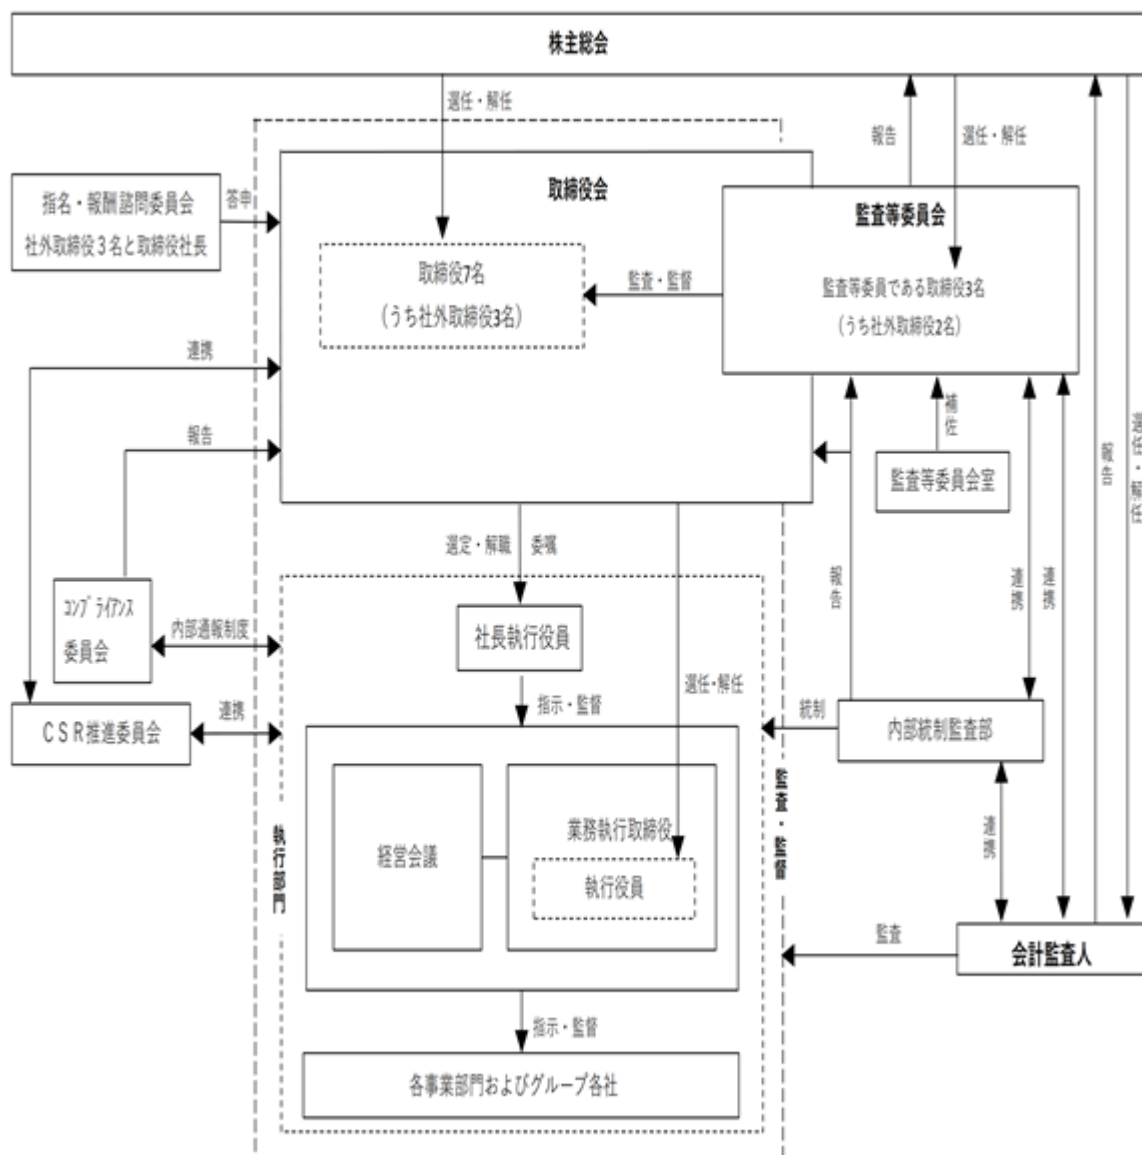 株主総会
選任・解任
報告
選任・解任
指名・報酬諮問委員会
社外取締役３名と取締役社長
答申
取締役会
監査等委員会
取締役7名
（うち社外取締役3名）
監査・監督
監査等委員である取締役3名
（うち社外取締役2名）
連携
報告
補佐
監査等委員会室
報告
選任・解任
選定・解職
委嘱
報告
連携
連携
コンプライアンス
委員会
内部通報制度
社長執行役員
選任・解任
指示・監督
ＣＳＲ推進委員会
連携
統制
内部統制監査部
執行部門
監査・監督
経営会議
業務執行取締役
執行役員
連携
監査
会計監査人
指示・監督
各事業部門およびグループ各社